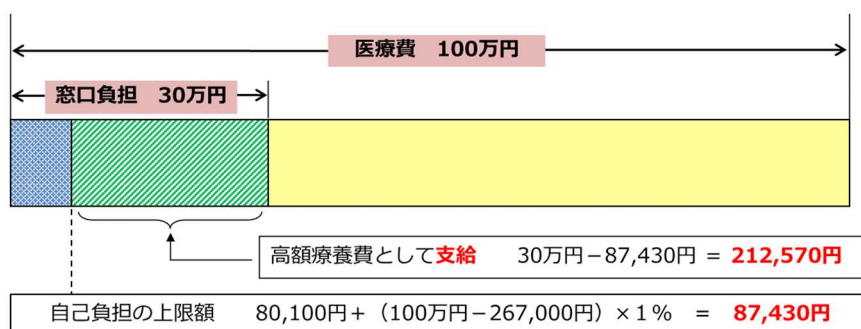 医療費　100万円
窓口負担　30万円
高額療養費として支給　30万円－87,430円 = 212,570円
自己負担の上限額　80,100円＋（100万円－267,000円）×1％　=　87,430円